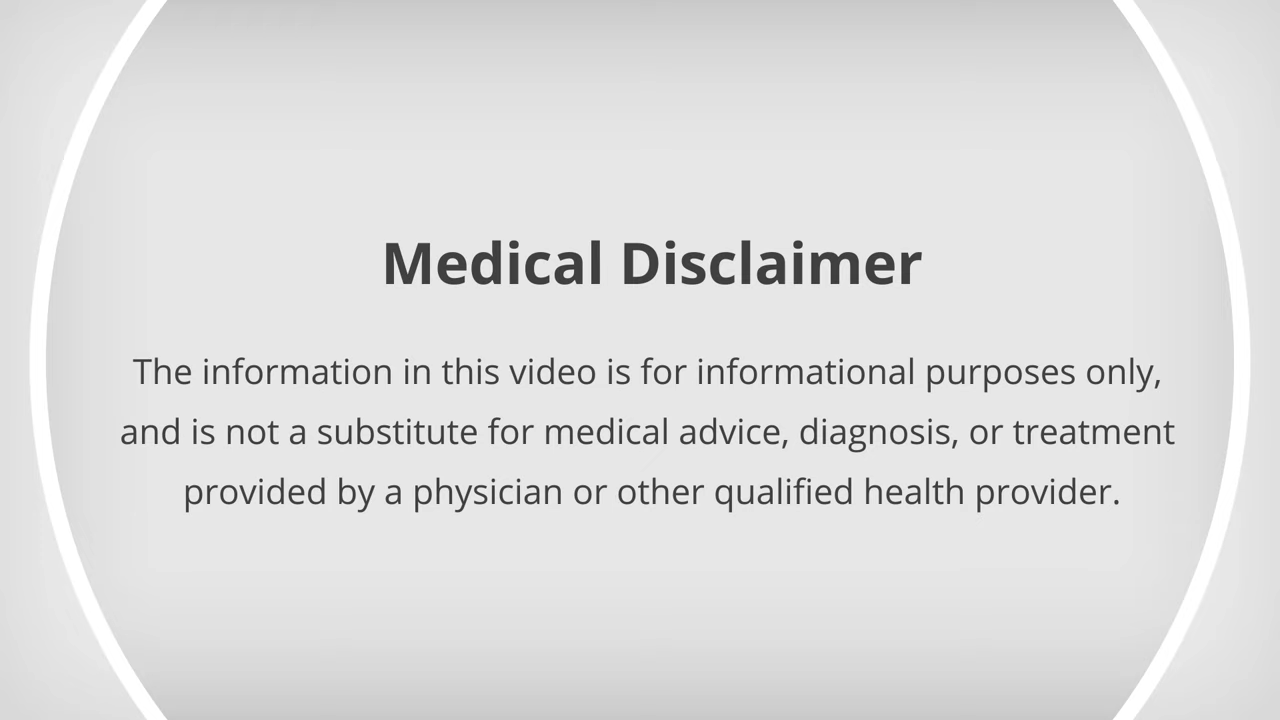 Medical Disclaimer
The information in this video is for informational purposes only,
and is not a substitute for medical advice, diagnosis, or treatment
provided by a physician or other qualified health provider.